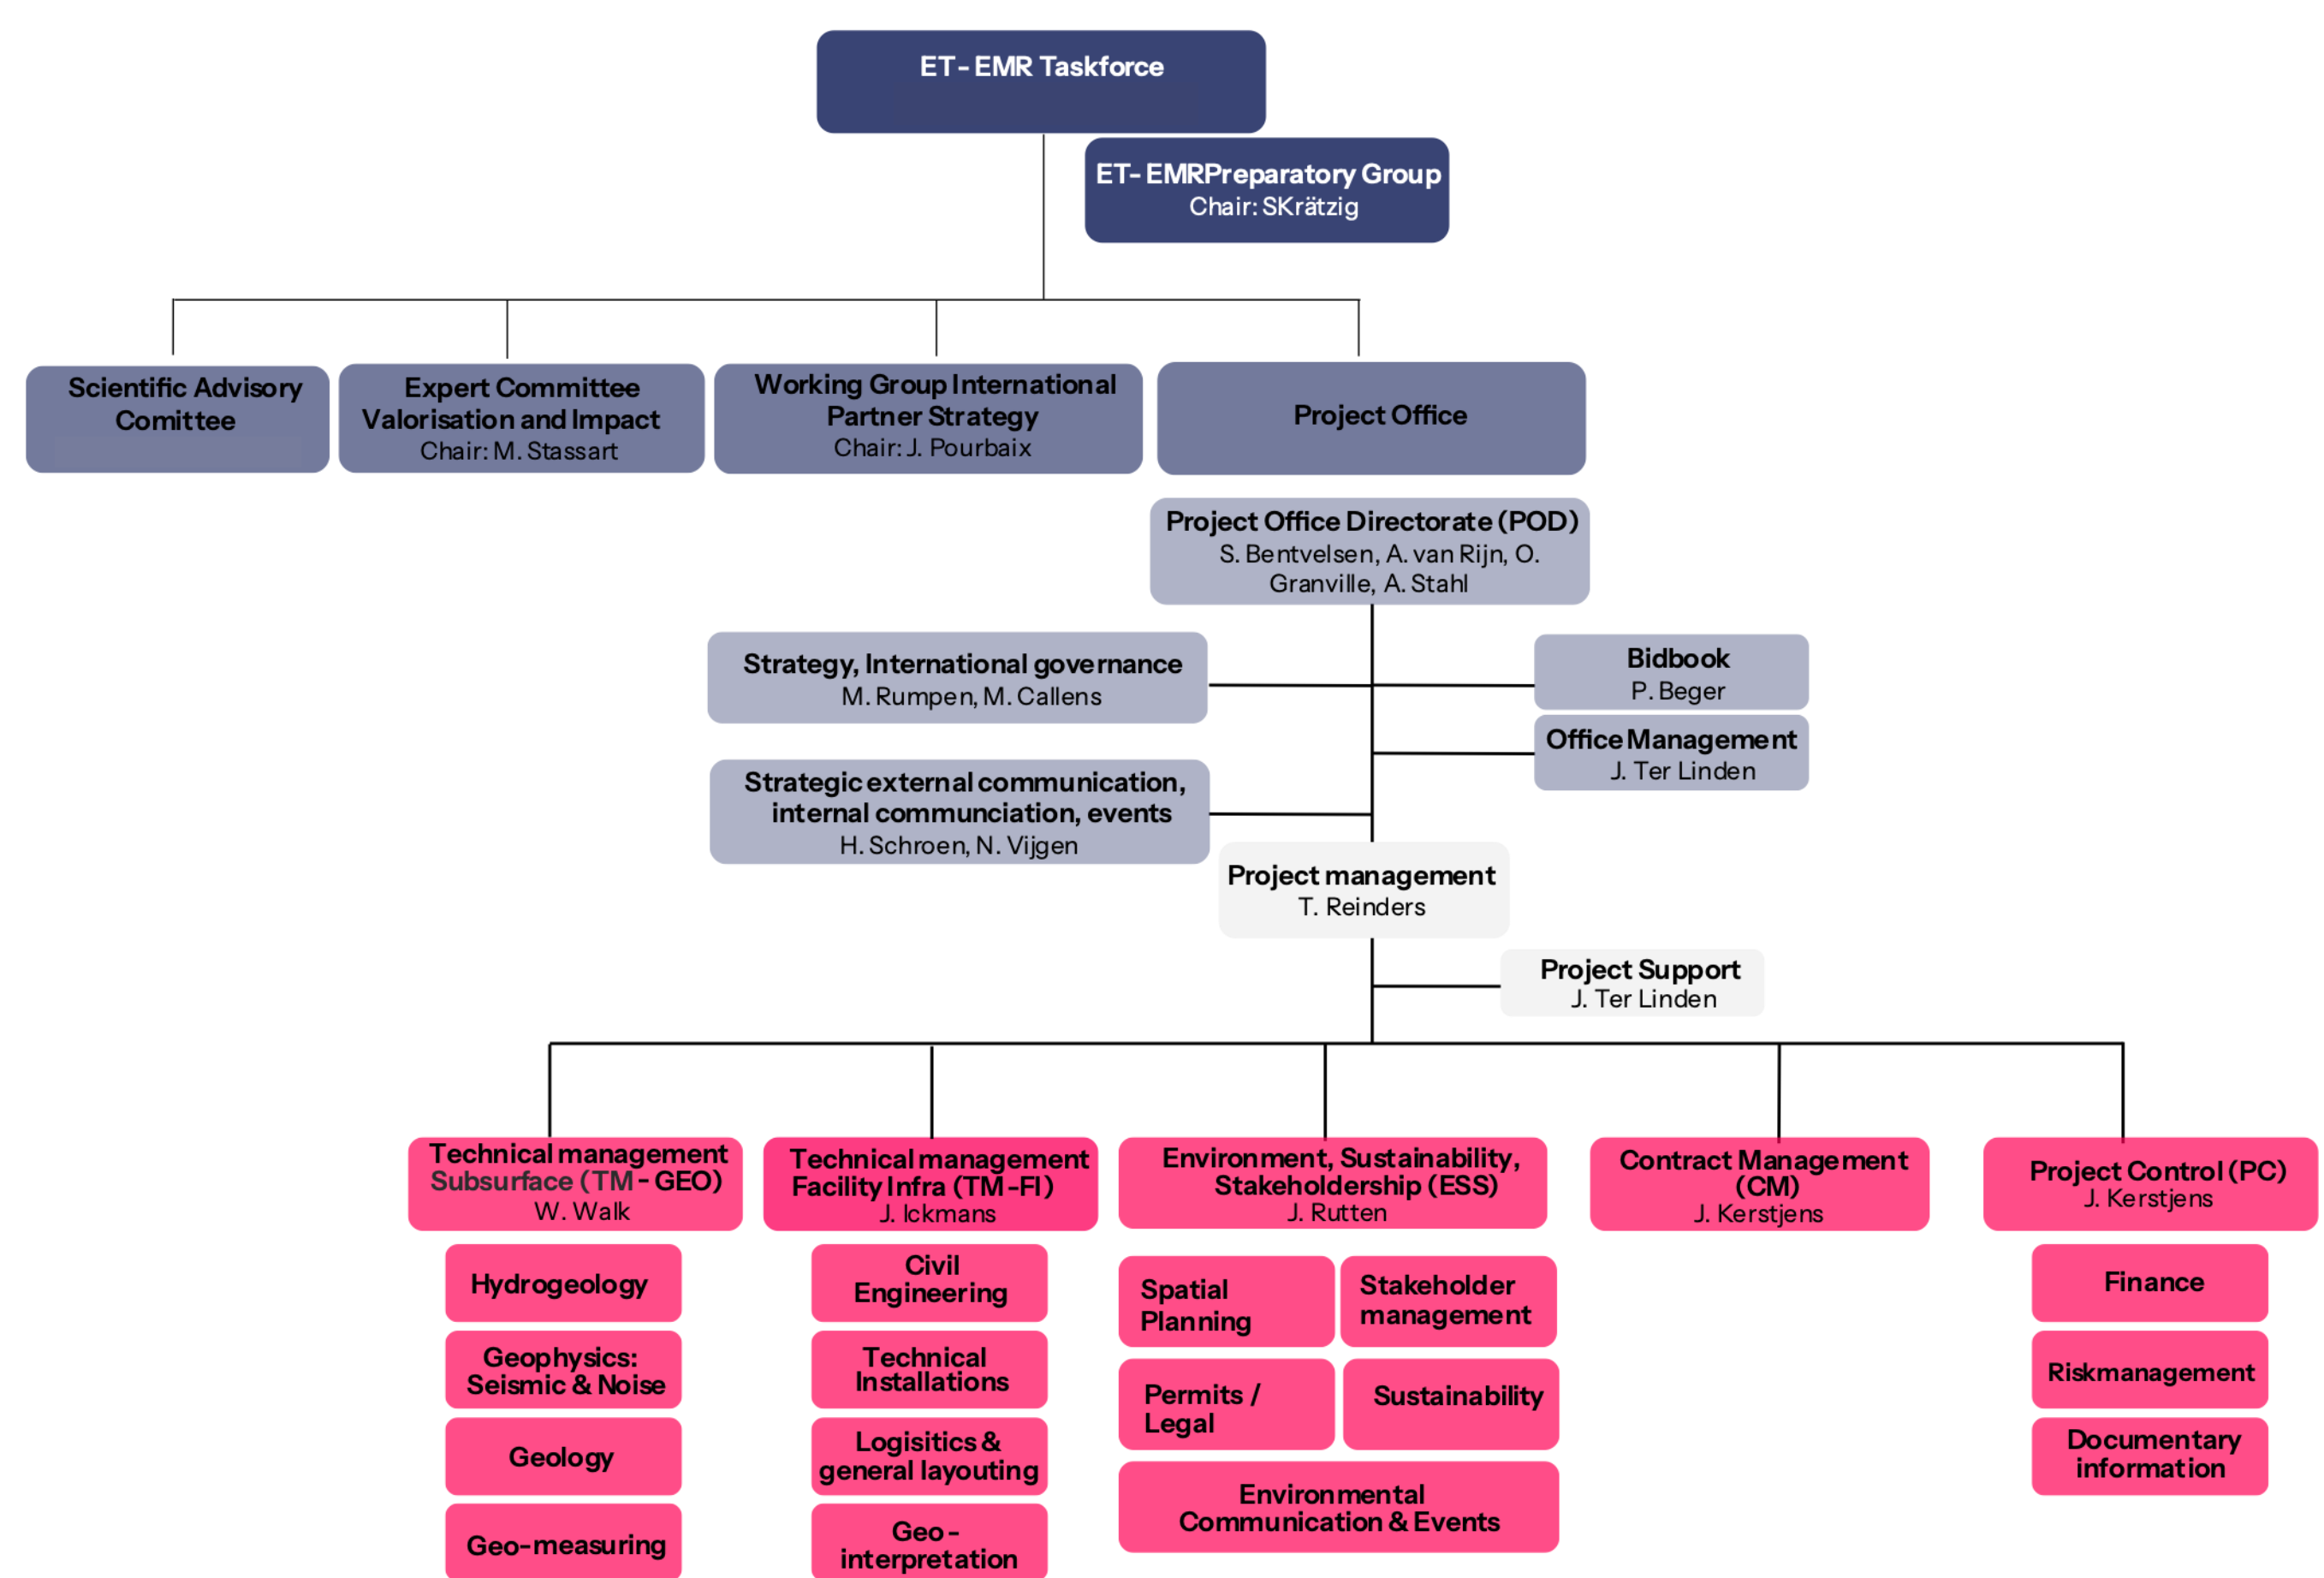 ET - EMR Taskforce
ET- EMRPreparatory Group
Chair: SKrätzig
Scientific Advisory
Comittee
Expert Committee
Valorisation and Impact
Chair: M. Stassart
Working Group International
Partner Strategy
Chair: J. Pourbaix
Project Office
Project Office Directorate (POD)
S. Bentvelsen, A. van Rijn, O.
Granville, A. Stahl
Strategy, International governance
M. Rumpen, M. Callens
Bidbook
P. Beger
Office Management
J. Ter Linden
Strategic external communication,
internal communciation, events
H. Schroen, N. Vijgen
Project management
T. Reinders
Project Support
J. Ter Linden
Technical management
Subsurface (TM - GEO)
W. Walk
Hydrogeology
Geophysics:
Seismic & Noise
Geology
Geo-measuring
Technical management
Facility Infra (TM -FI)
J. Ickmans
Civil
Engineering
Technical
Installations
Logisitics &
general layouting
Geo -
interpretation
Environment, Sustainability,
Stakeholdership (ESS)
J. Rutten
Spatial
Planning
Stakeholder
management
Permits /
Legal
Sustainability
Environmental
Communication & Events
Contract Management
(CM)
J. Kerstjens
Project Control (PC)
J. Kerstjens
Finance
Riskmanagement
Documentary
information